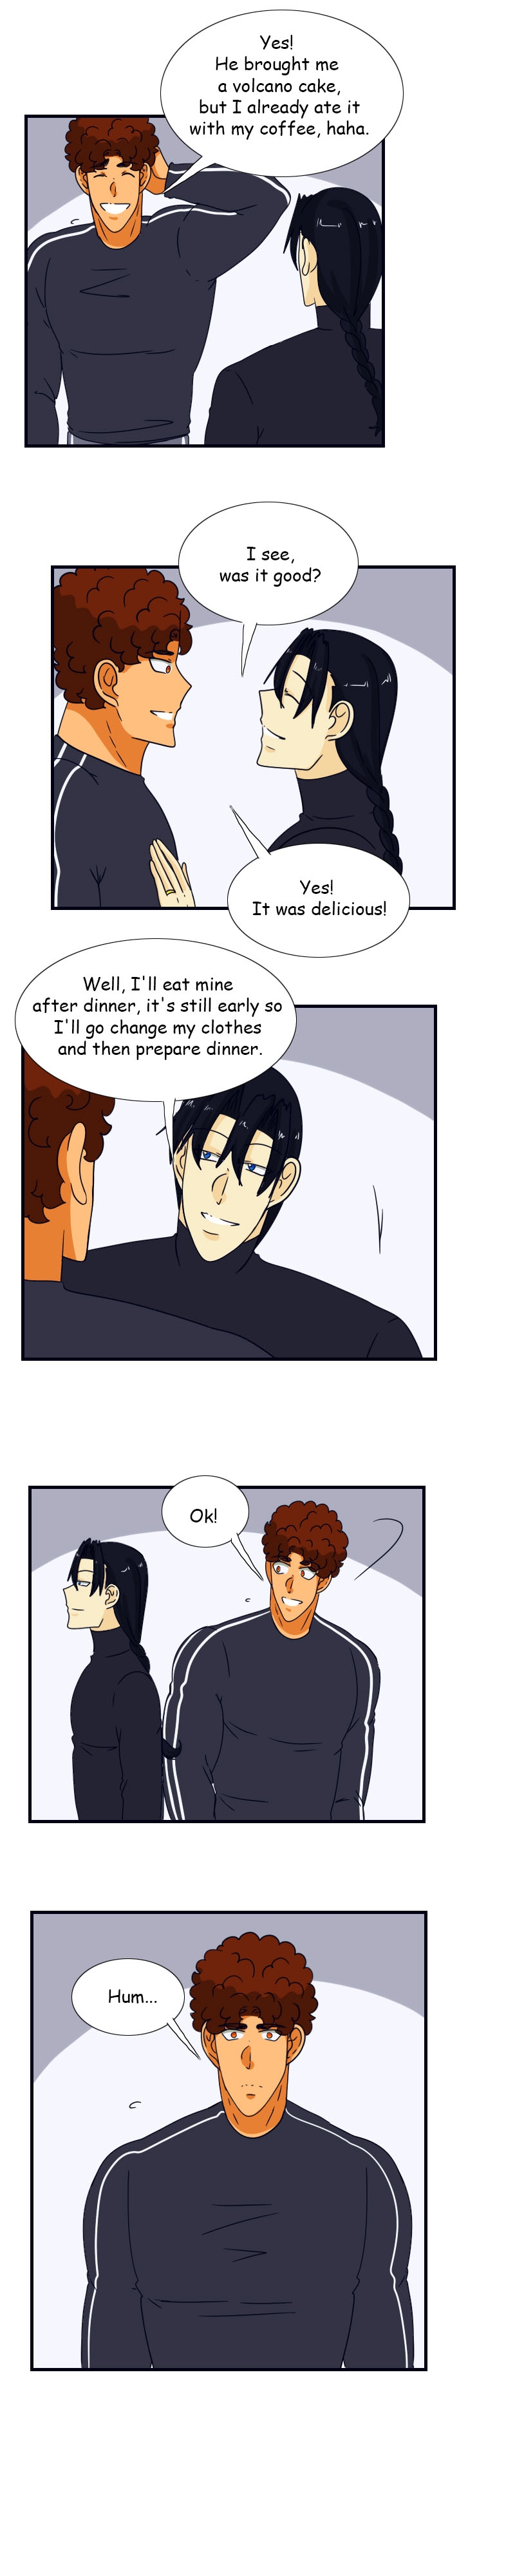 Yes!
He brought me
a volcano cake,
but I already ate it
with my coffee, haha.
I see,
was it good?
Yes!
It was delicious!
Well, I'll eat mine
after dinner, it's still early so
I'll go change my clothes
and then prepare dinner.
Ok!
Hum...